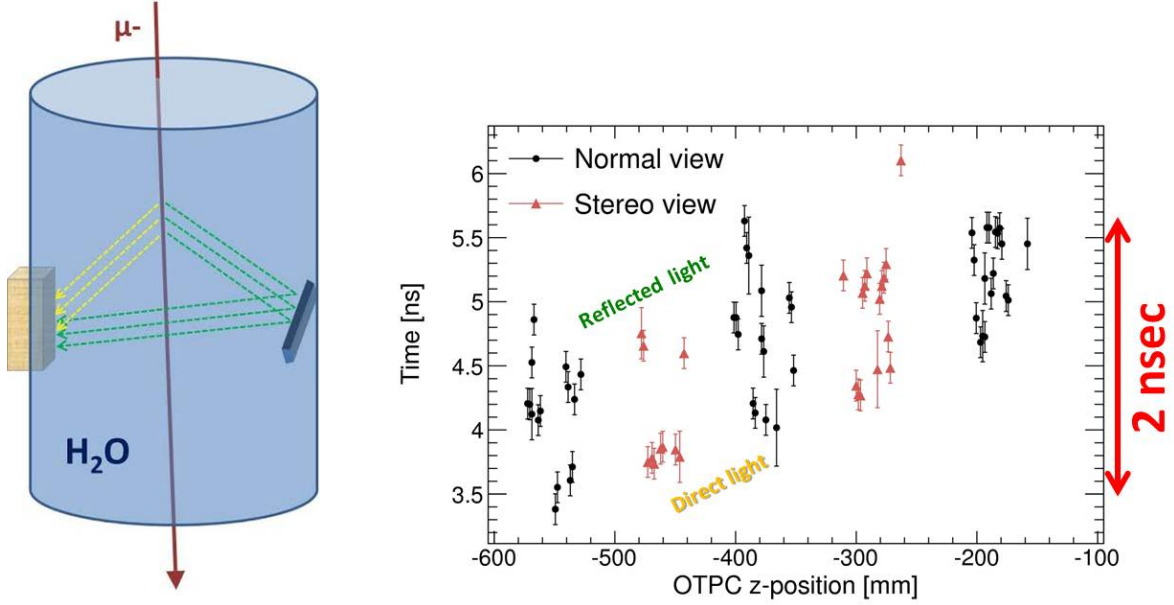 μ-
H₂O
Normal view
Stereo view
Reflected light
Direct light
Time [ns]
6
5.5
5
4.5
4
3.5
-600
-500
-400
-300
-200
-100
OTPC z-position [mm]
2 nsec